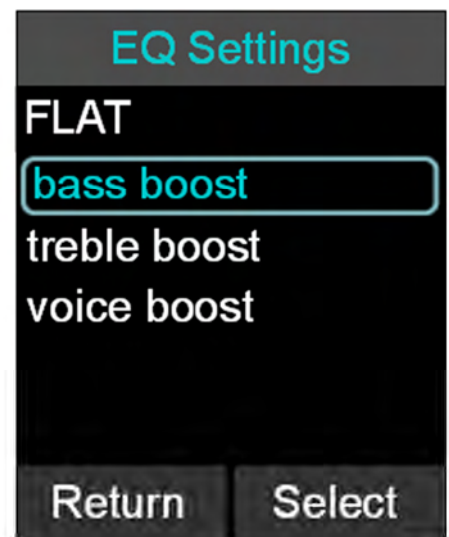 EQ Settings
FLAT
bass boost
treble boost
voice boost
Return Select